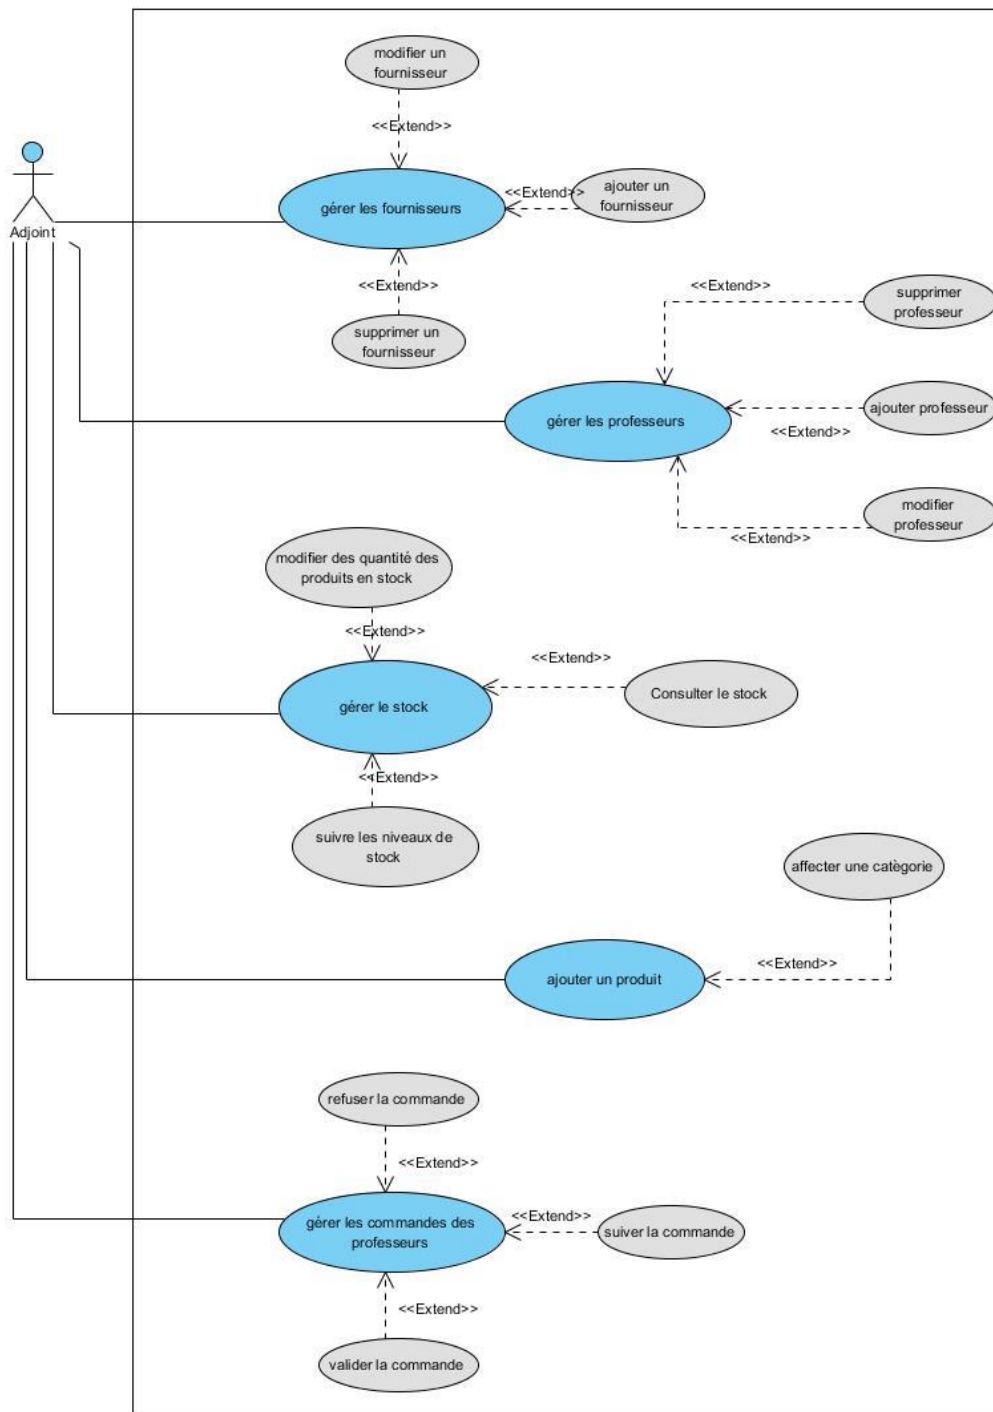 modifier un
fournisseur
<<Extend>>
gérer les fournisseurs
<<Extend>>
ajouter un
fournisseur
Adjoint
<<Extend>>
supprimer un
fournisseur
<<Extend>>
supprimer
professeur
gérer les professeurs
ajouter professeur
<<Extend>>
modifier
professeur
<<Extend>>
modifier des quantité des
produits en stock
<<Extend>>
<<Extend>>
Consulter le stock
gérer le stock
<<Extend>>
suivre les niveaux de
stock
affecter une catègorie
<<Extend>>
ajouter un produit
refuser la commande
<<Extend>>
gérer les commandes des
professeurs
<<Extend>>
suiver la commande
<<Extend>>
valider la commande